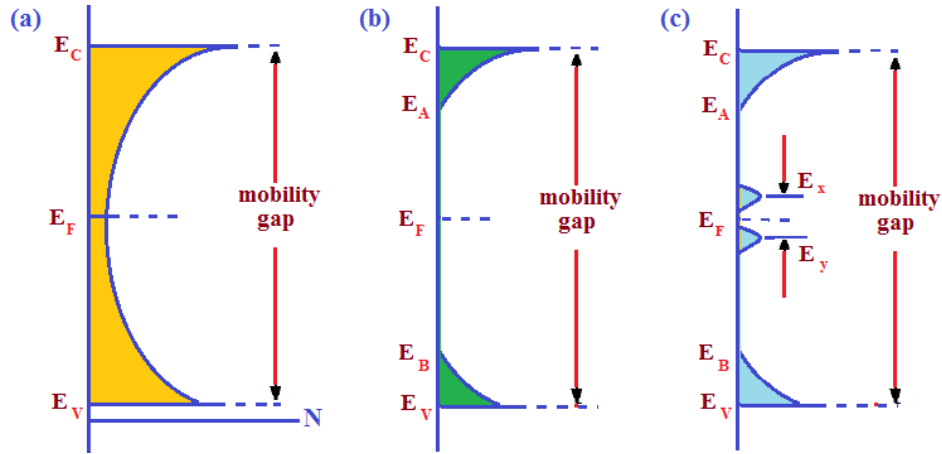 (a)
E_C
mobility
gap
E_F
E_V
N
(b)
E_C
E_A
mobility
gap
E_F
E_B
E_V
(c)
E_C
E_A
E_x
mobility
gap
E_F
E_y
E_B
E_V